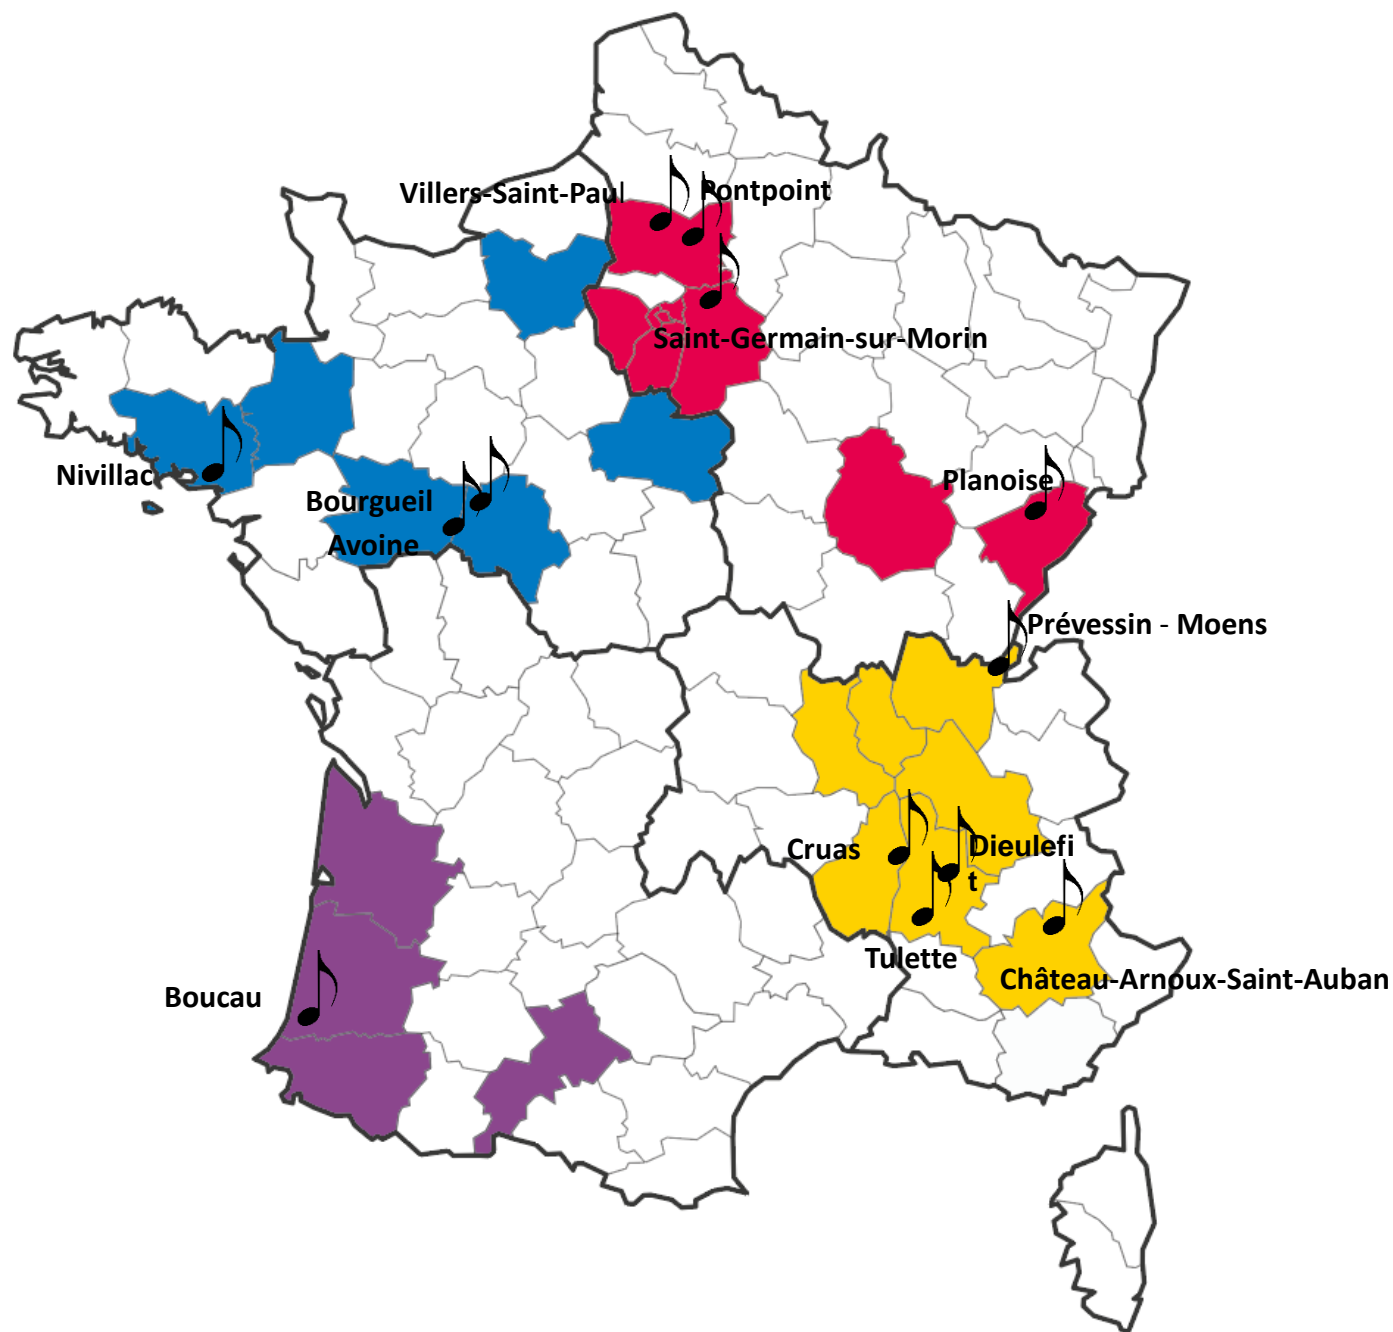 Villers-Saint-Paul
Pontpoint
Saint-Germain-sur-Morin
Nivillac
Planoise
Bourgueil
Avoine
Prévessin - Moens
Cruas
Dieulefi
t
Tulette
Château-Arnoux-Saint-Auban
Boucau